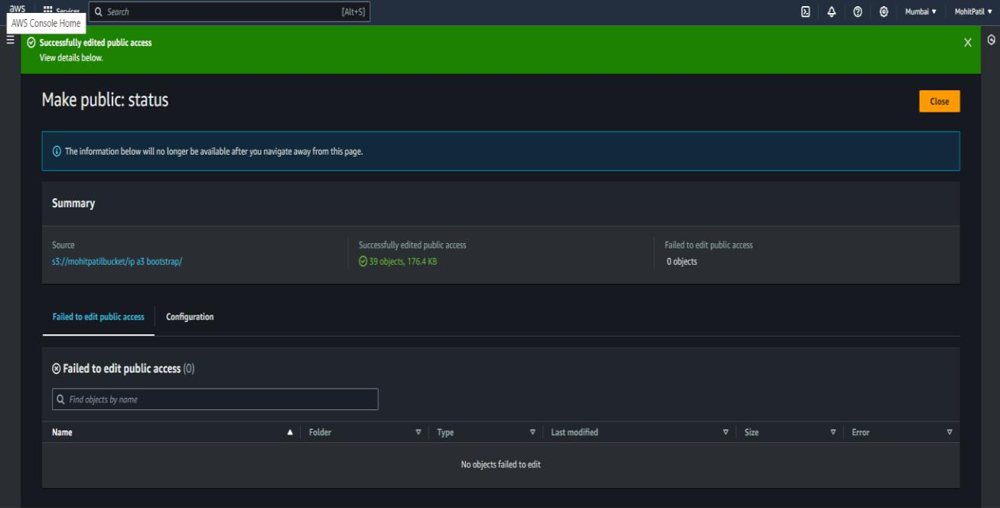 aws
Services
Search
[Alt+S]
Mumbai ▼
MohitPatil ▼
AWS Console Home
Successfully edited public access
View details below.
Make public: status
Close
The information below will no longer be available after you navigate away from this page.
Summary
Source
Successfully edited public access
Failed to edit public access
s3://mohitpatilbucket/ip a3 bootstrap/
39 objects, 176.4 KB
0 objects
Failed to edit public access
Configuration
Failed to edit public access (0)
Find objects by name
Name
Folder
Type
Last modified
Size
Error
No objects failed to edit